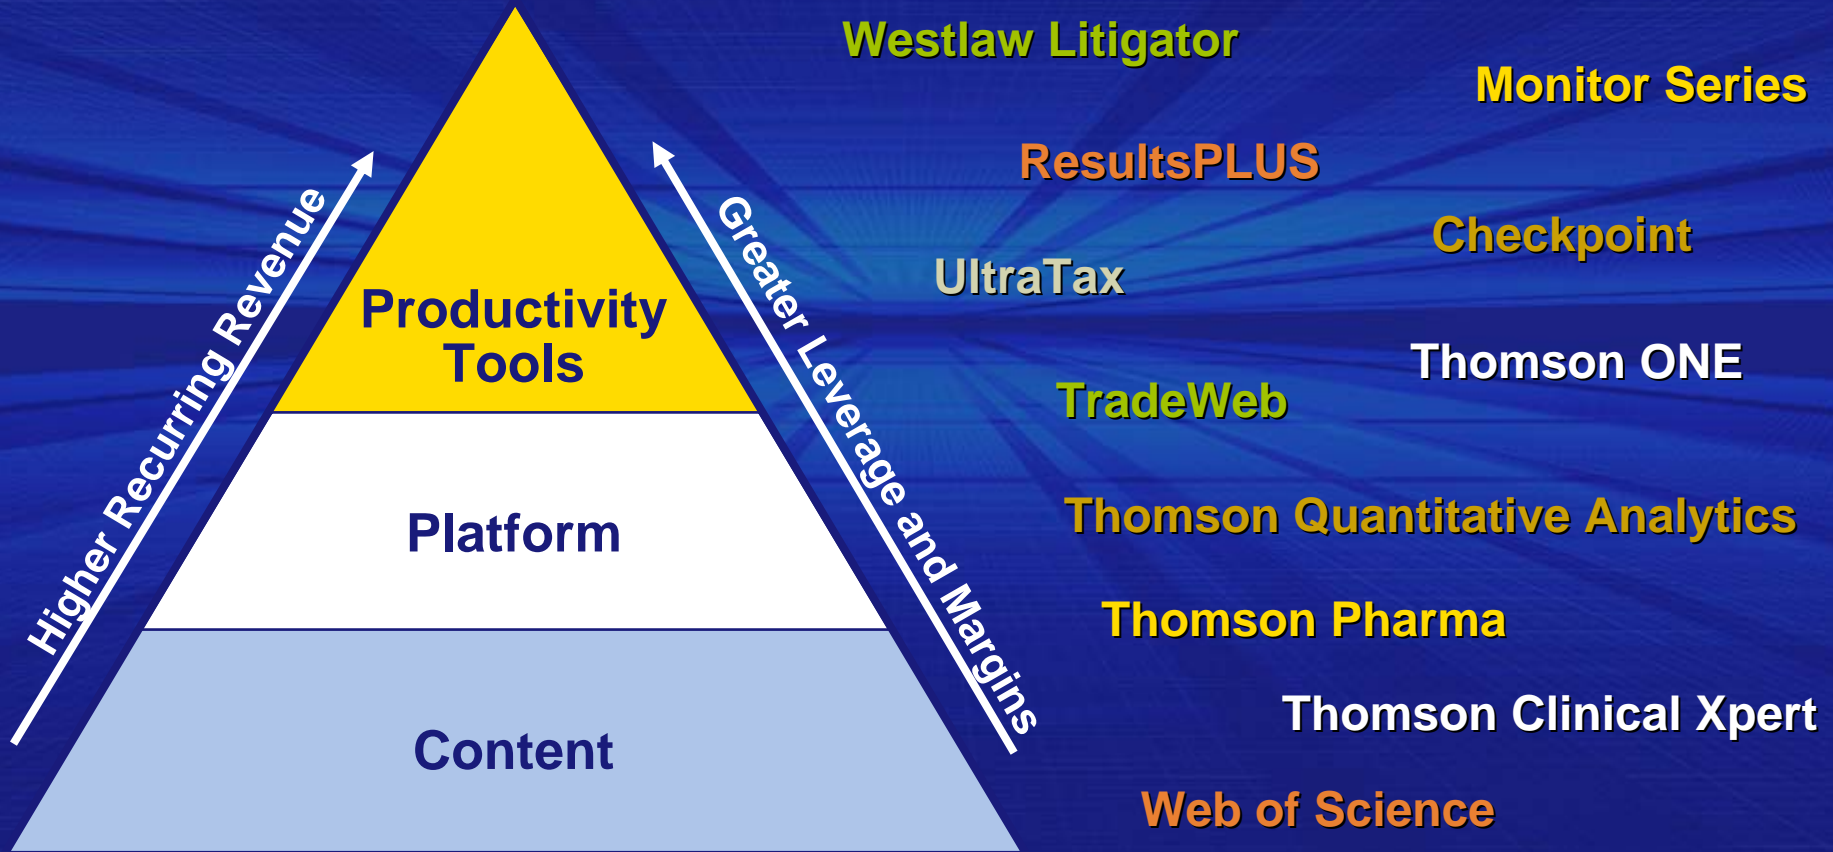 Higher Recurring Revenue
Productivity
Tools
Platform
Content
Greater Leverage and Margins
Westlaw Litigator
Monitor Series
ResultsPLUS
Checkpoint
UltraTax
Thomson ONE
TradeWeb
Thomson Quantitative Analytics
Thomson Pharma
Thomson Clinical Xpert
Web of Science